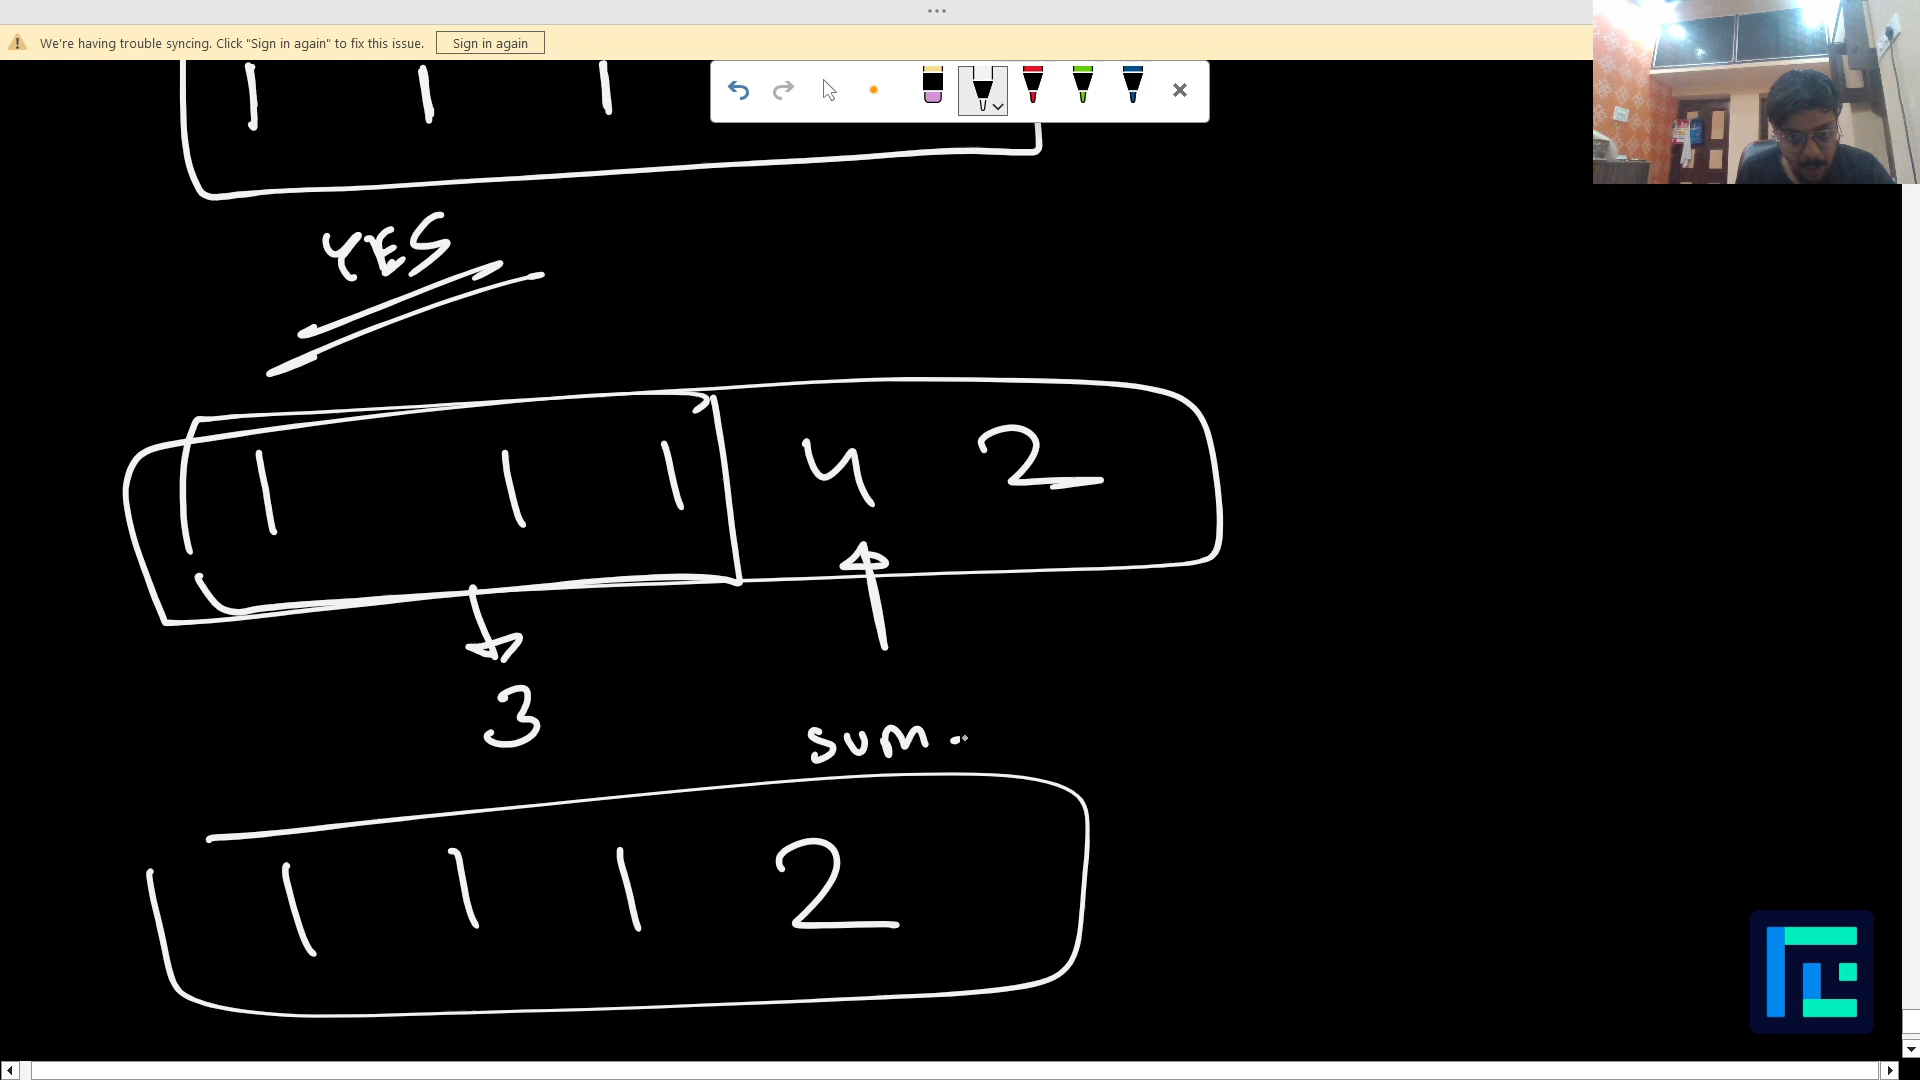 We're having trouble syncing. Click "Sign in again" to fix this issue. Sign in again
1 1 1
YES
1 1 1 4 2
3
sum
1 1 1 2